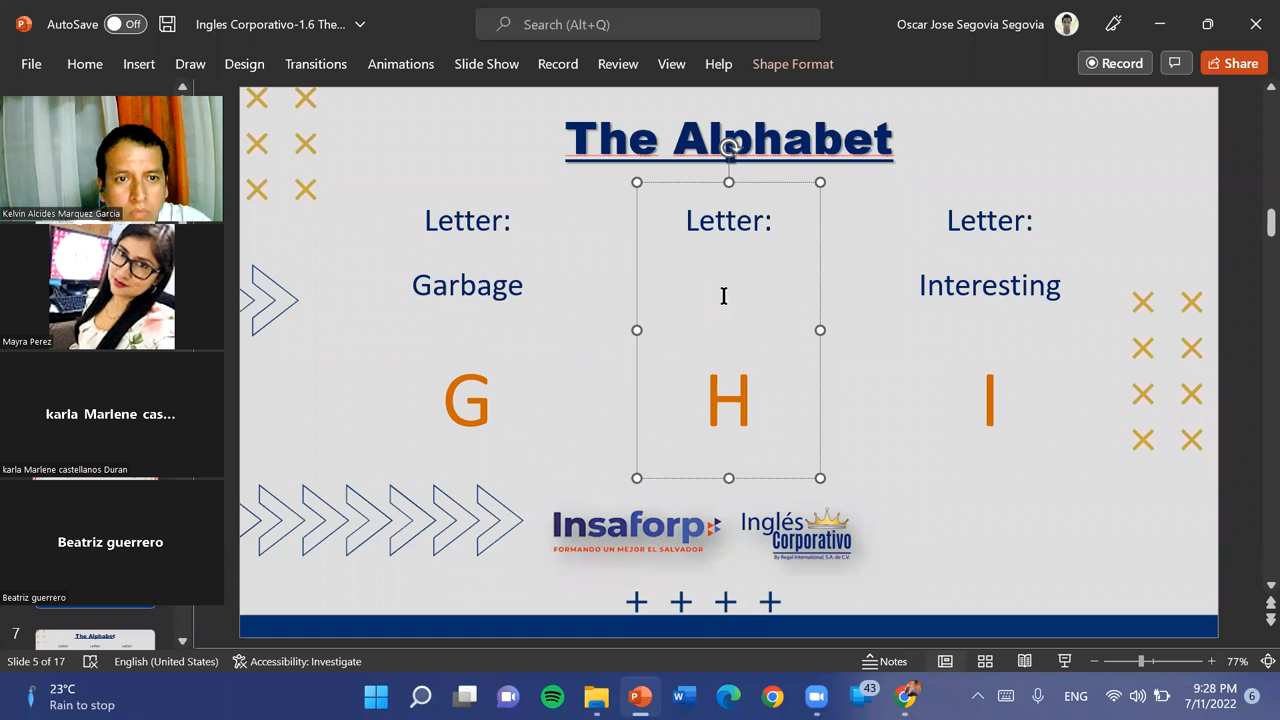 AutoSave Off Ingles Corporativo-1.6 The... Search (Alt+Q) Oscar Jose Segovia Segovia
File Home Insert Draw Design Transitions Animations Slide Show Record Review View Help Shape Format Record Share
Kelvin Alcides Marquez Garcia
Mayra Perez
karla Marlene cas...
karla Marlene castellanos Duran
Beatriz guerrero
Beatriz guerrero
The Alphabet
Letter: Letter: Letter:
Garbage Interesting
G H I
Insaforp
FORMANDO UN MEJOR EL SALVADOR
Inglés
Corporativo
By Regal International, S.A. de C.V.
7
The Alphabet
Slide 5 of 17 English (United States) Accessibility: Investigate Notes 77%
23°C
Rain to stop
43
ENG
9:28 PM
7/11/2022
6